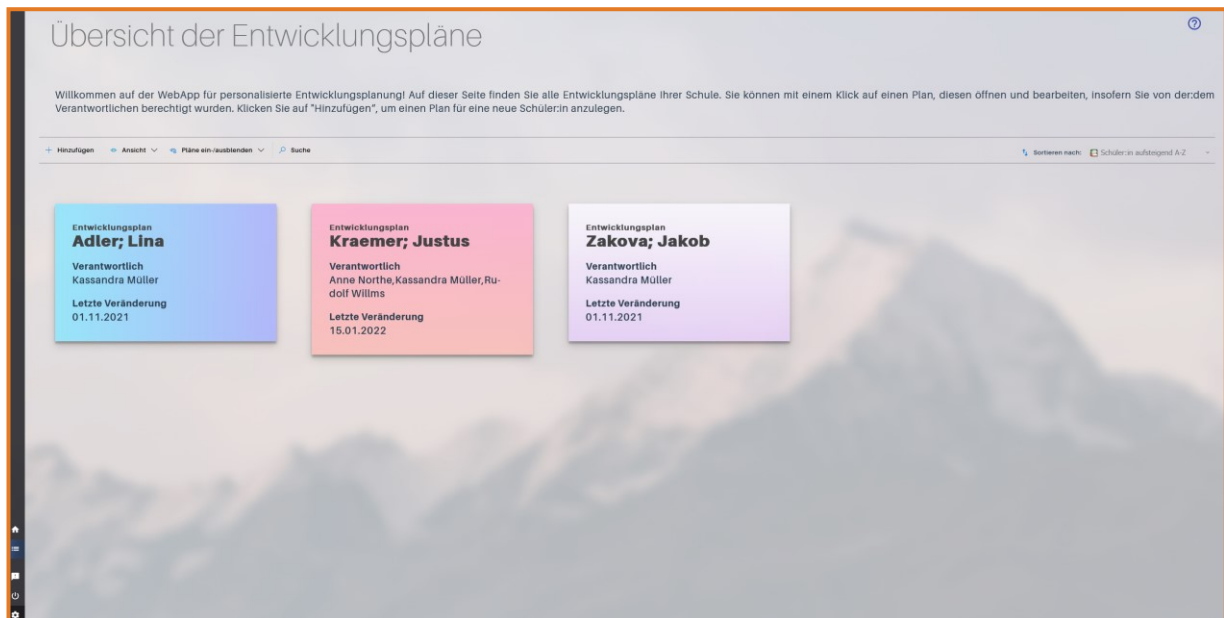 Übersicht der Entwicklungspläne
Willkommen auf der WebApp für personalisierte Entwicklungsplanung! Auf dieser Seite finden Sie alle Entwicklungspläne Ihrer Schule. Sie können mit einem Klick auf einen Plan, diesen öffnen und bearbeiten, insofern Sie von der:dem
Verantwortlichen berechtigt wurden. Klicken Sie auf "Hinzufügen", um einen Plan für eine neue Schüler:in anzulegen.
Hinzufügen Ansicht Pläne ein-/ausblenden Suche Sortieren nach: Schüler:in aufsteigend A-Z
Entwicklungsplan
Adler; Lina
Verantwortlich
Kassandra Müller
Letzte Veränderung
01.11.2021
Entwicklungsplan
Kraemer; Justus
Verantwortlich
Anne Northe,Kassandra Müller,Ru-
dolf Willms
Letzte Veränderung
15.01.2022
Entwicklungsplan
Zakova; Jakob
Verantwortlich
Kassandra Müller
Letzte Veränderung
01.11.2021